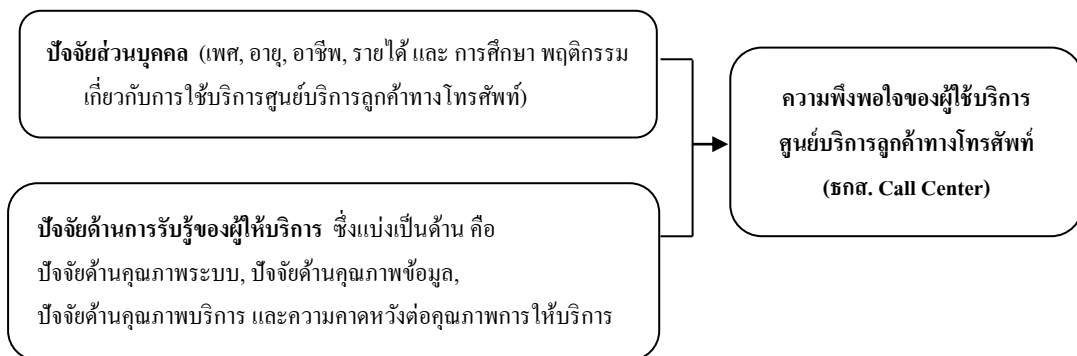 ปัจจัยส่วนบุคคล (เพศ, อายุ, อาชีพ, รายได้ และ การศึกษา พฤติกรรม
เกี่ยวกับการใช้บริการศูนย์บริการลูกค้าทางโทรศัพท์)
ความพึงพอใจของผู้ใช้บริการ
ศูนย์บริการลูกค้าทางโทรศัพท์
(ธกส. Call Center)
ปัจจัยด้านการรับรู้ของผู้ให้บริการ ซึ่งแบ่งเป็นด้าน คือ
ปัจจัยด้านคุณภาพระบบ, ปัจจัยด้านคุณภาพข้อมูล,
ปัจจัยด้านคุณภาพบริการ และความคาดหวังต่อคุณภาพการให้บริการ